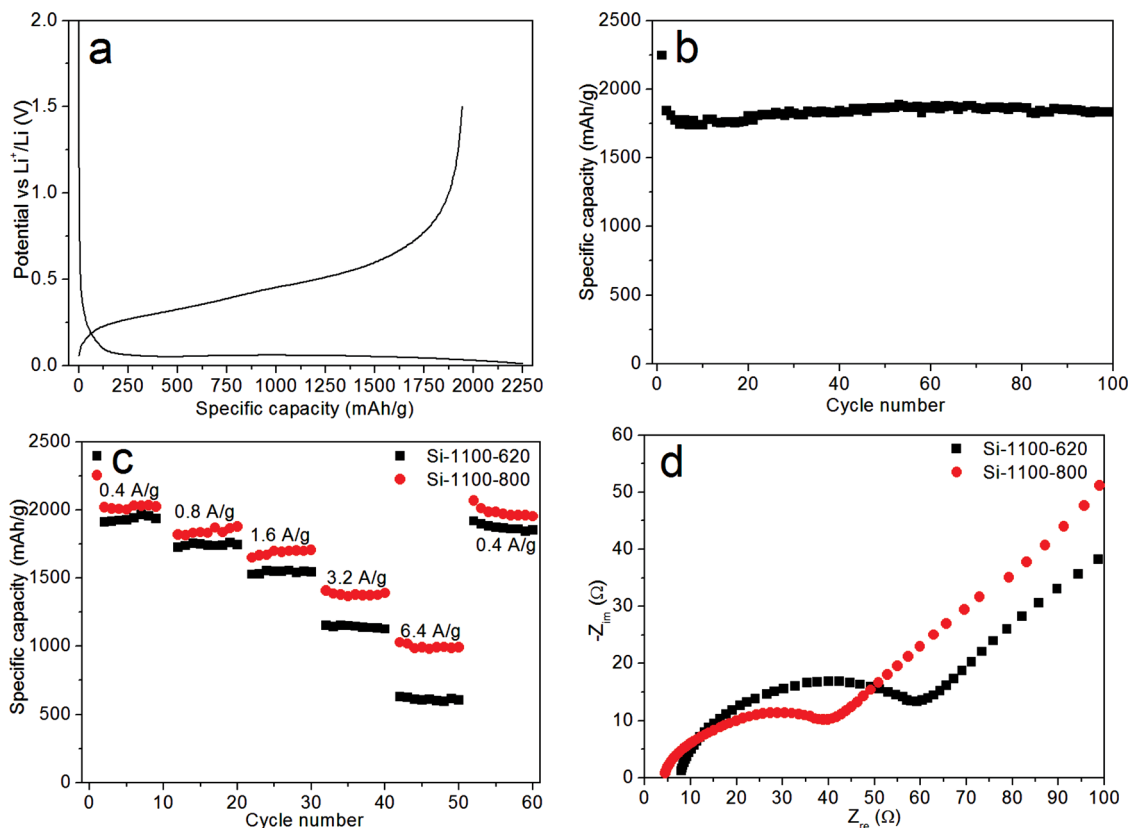 a
2.0
1.5
1.0
0.5
0.0
Potential vs Li⁺/Li (V)
0 250 500 750 1000 1250 1500 1750 2000 2250
Specific capacity (mAh/g)
b
2500
2000
1500
1000
500
0
Specific capacity (mAh/g)
0 20 40 60 80 100
Cycle number
c
Si-1100-620
Si-1100-800
2500
2000
1500
1000
500
0
Specific capacity (mAh/g)
0.4 A/g
0.8 A/g
1.6 A/g
3.2 A/g
6.4 A/g
0.4 A/g
0 10 20 30 40 50 60
Cycle number
d
Si-1100-620
Si-1100-800
60
50
40
30
20
10
0
-Zim (Ω)
0 10 20 30 40 50 60 70 80 90 100
Zre (Ω)